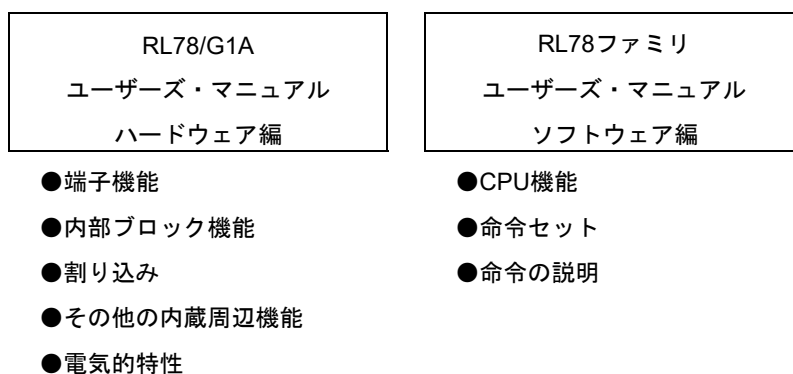 RL78/G1A
ユーザーズ・マニュアル
ハードウェア編
●端子機能
●内部ブロック機能
●割り込み
●その他の内蔵周辺機能
●電気的特性
RL78ファミリ
ユーザーズ・マニュアル
ソフトウェア編
●CPU機能
●命令セット
●命令の説明